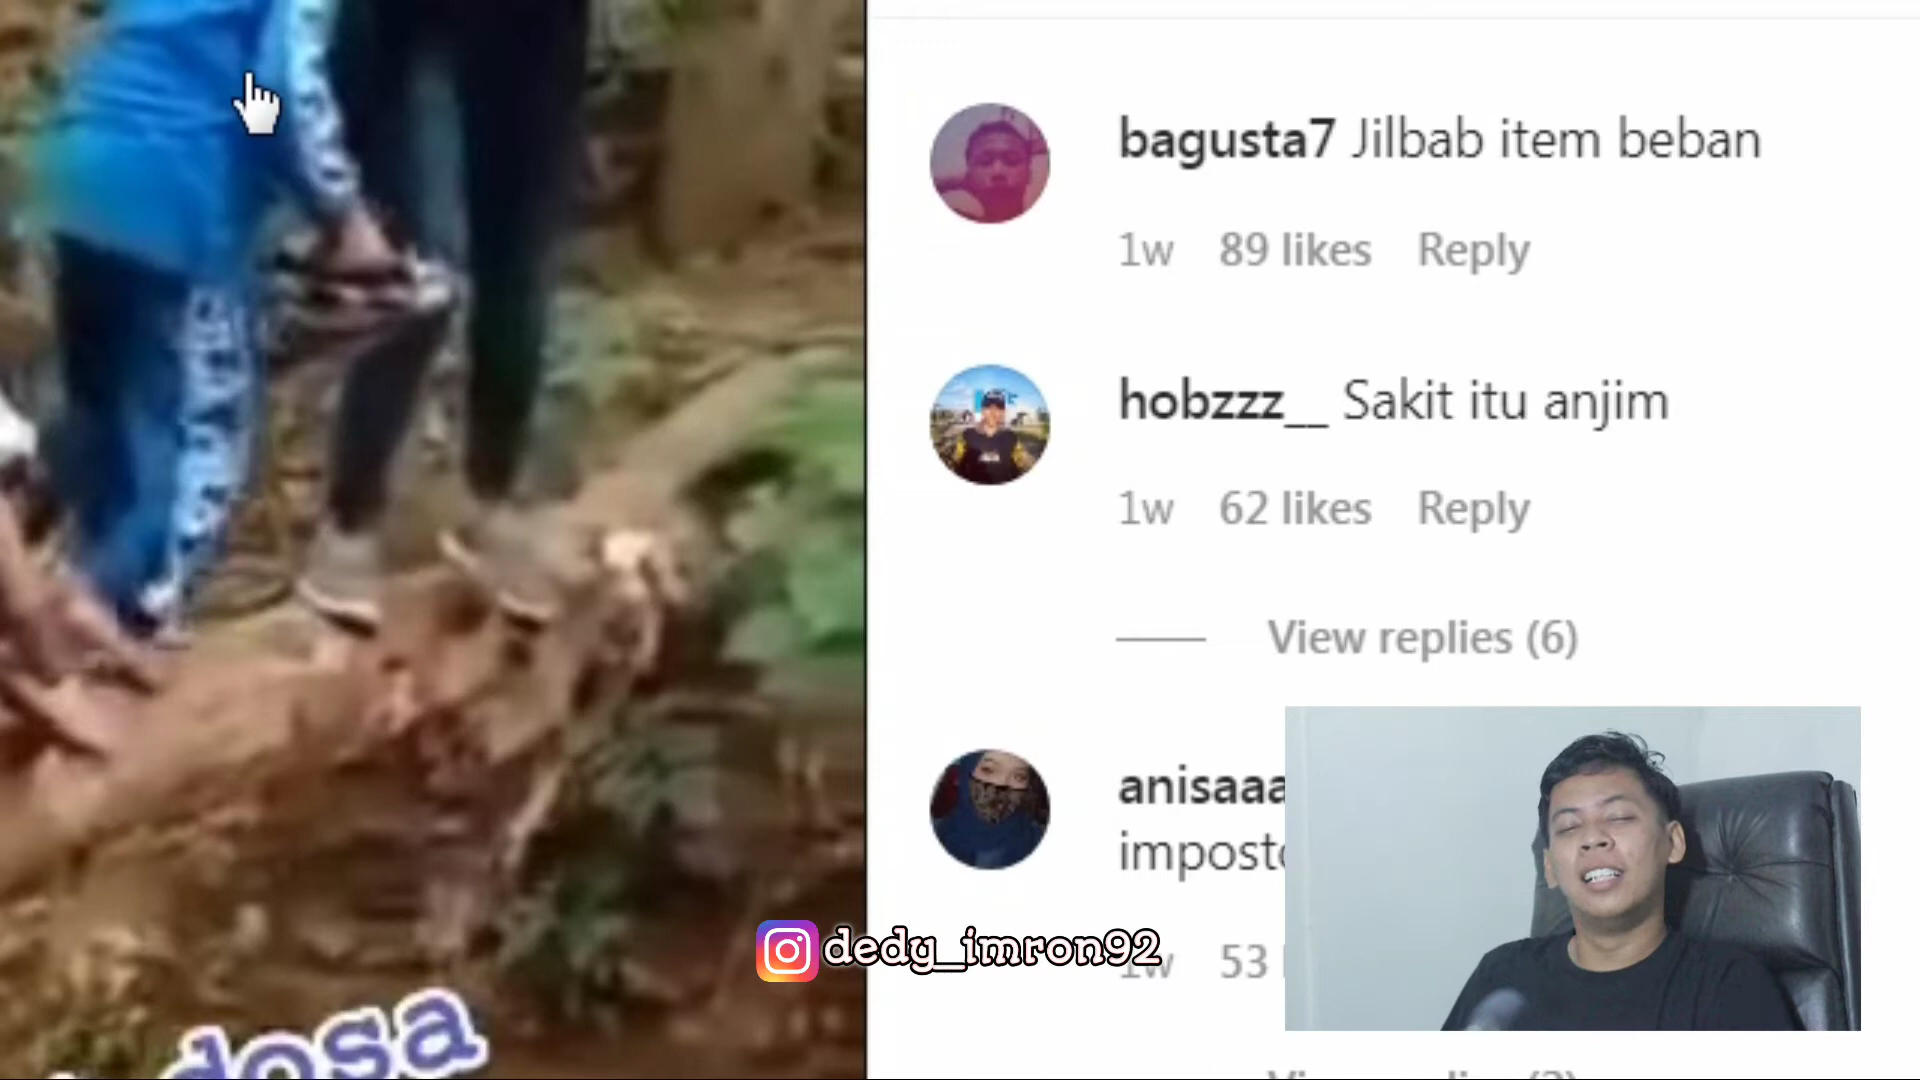 bagusta7 Jilbab item beban
1w 89 likes Reply
hobzzz__ Sakit itu anjim
1w 62 likes Reply
View replies (6)
anisaaa
1w 53
dedy_imron92
dosa